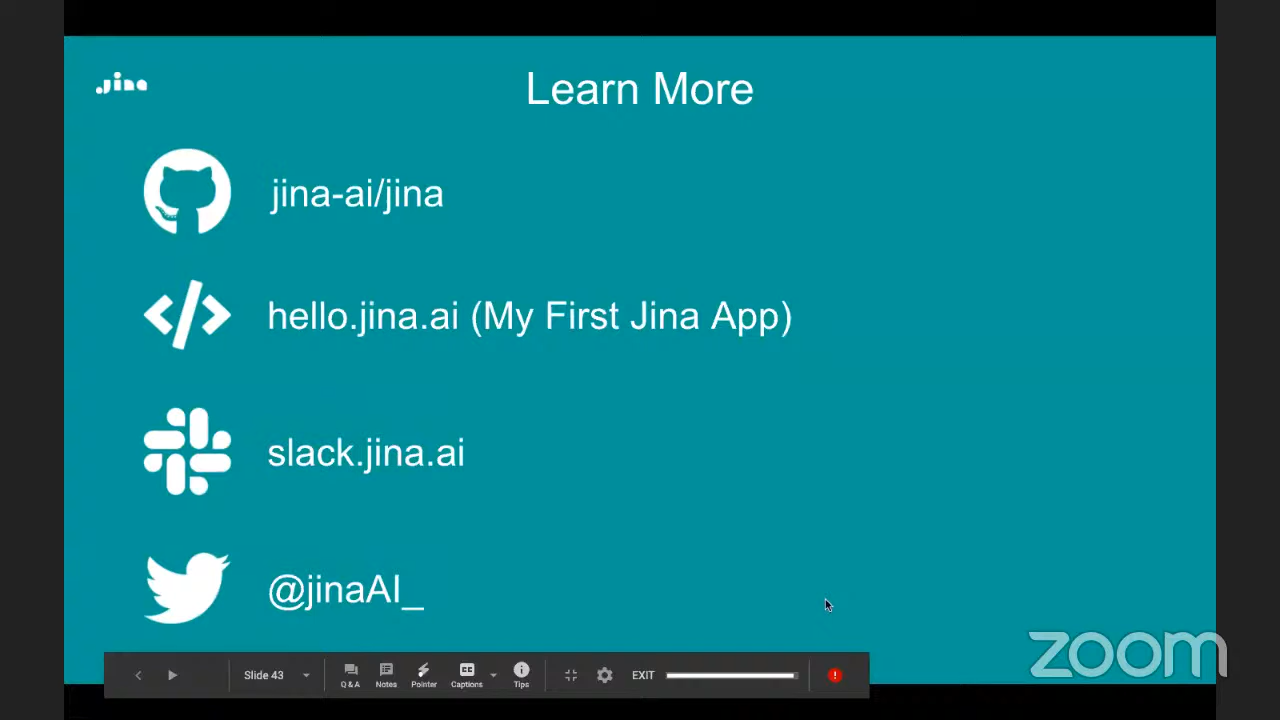 Jina
Learn More
jina-ai/jina
hello.jina.ai (My First Jina App)
slack.jina.ai
@jinaAI_
Slide 43
Q & A
Notes
Pointer
CC
Captions
Tips
EXIT
zoom